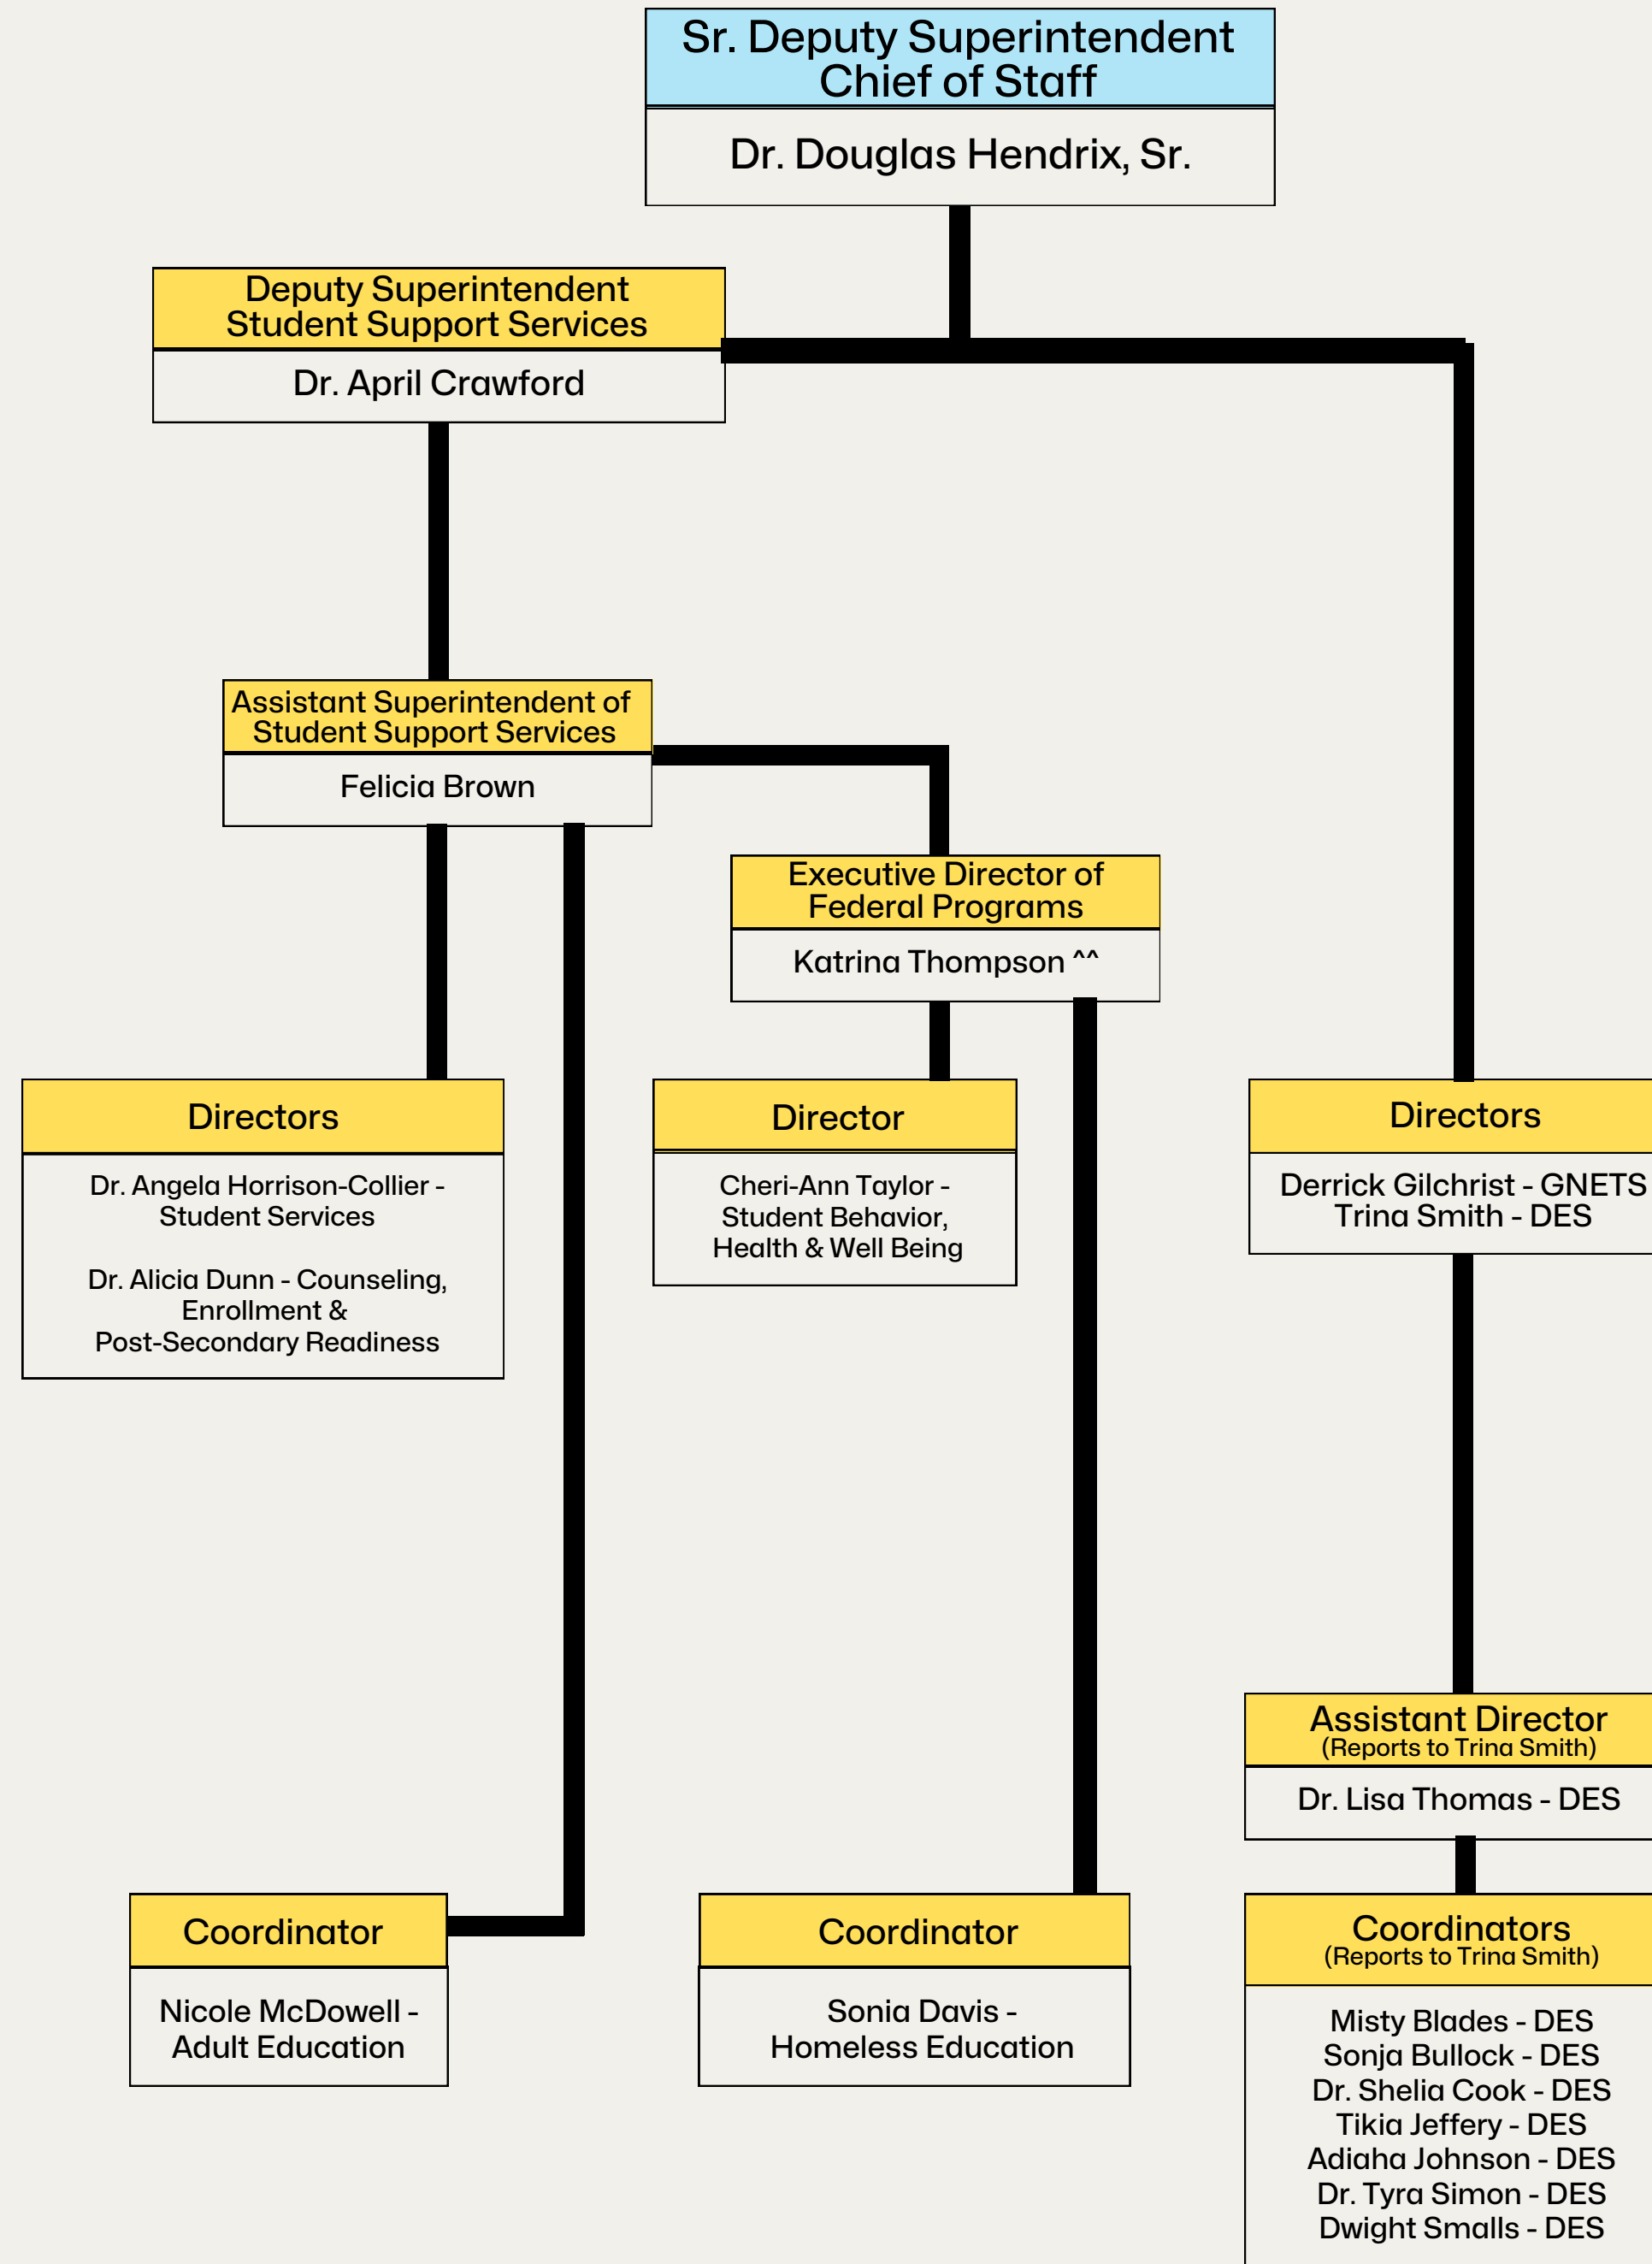 Sr. Deputy Superintendent
Chief of Staff
Dr. Douglas Hendrix, Sr.
Deputy Superintendent
Student Support Services
Dr. April Crawford
Assistant Superintendent of
Student Support Services
Felicia Brown
Executive Director of
Federal Programs
Katrina Thompson ^^
Directors
Dr. Angela Horrison-Collier -
Student Services
Dr. Alicia Dunn - Counseling,
Enrollment &
Post-Secondary Readiness
Director
Cheri-Ann Taylor -
Student Behavior,
Health & Well Being
Directors
Derrick Gilchrist - GNETS
Trina Smith - DES
Assistant Director
(Reports to Trina Smith)
Dr. Lisa Thomas - DES
Coordinator
Nicole McDowell -
Adult Education
Coordinator
Sonia Davis -
Homeless Education
Coordinators
(Reports to Trina Smith)
Misty Blades - DES
Sonja Bullock - DES
Dr. Shelia Cook - DES
Tikia Jeffery - DES
Adiaha Johnson - DES
Dr. Tyra Simon - DES
Dwight Smalls - DES